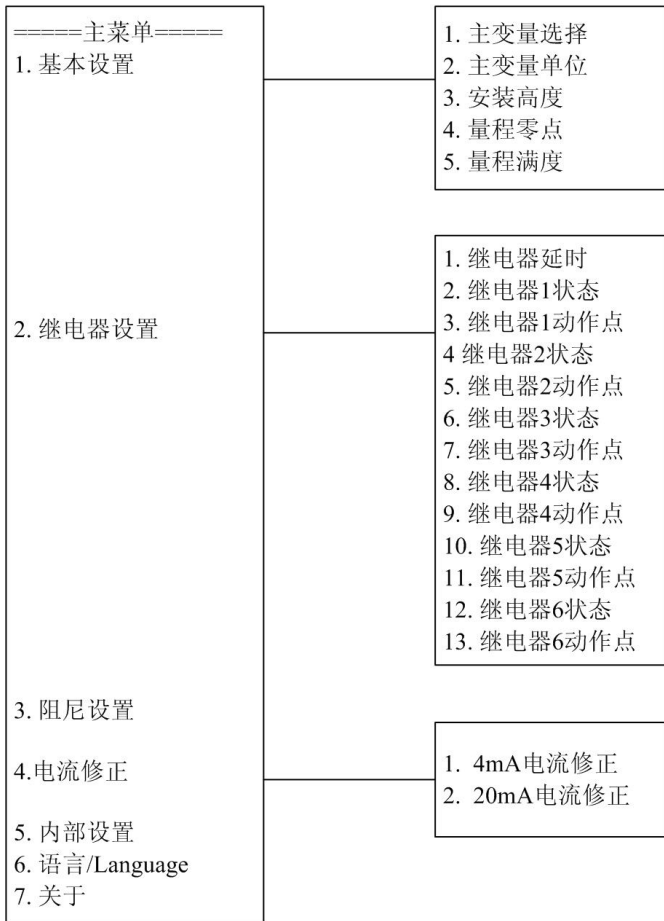 =====主菜单=====
1. 基本设置
2. 继电器设置
3. 阻尼设置
4.电流修正
5. 内部设置
6. 语言/Language
7. 关于
1. 主变量选择
2. 主变量单位
3. 安装高度
4. 量程零点
5. 量程满度
1. 继电器延时
2. 继电器1状态
3. 继电器1动作点
4 继电器2状态
5. 继电器2动作点
6. 继电器3状态
7. 继电器3动作点
8. 继电器4状态
9. 继电器4动作点
10. 继电器5状态
11. 继电器5动作点
12. 继电器6状态
13. 继电器6动作点
1. 4mA电流修正
2. 20mA电流修正